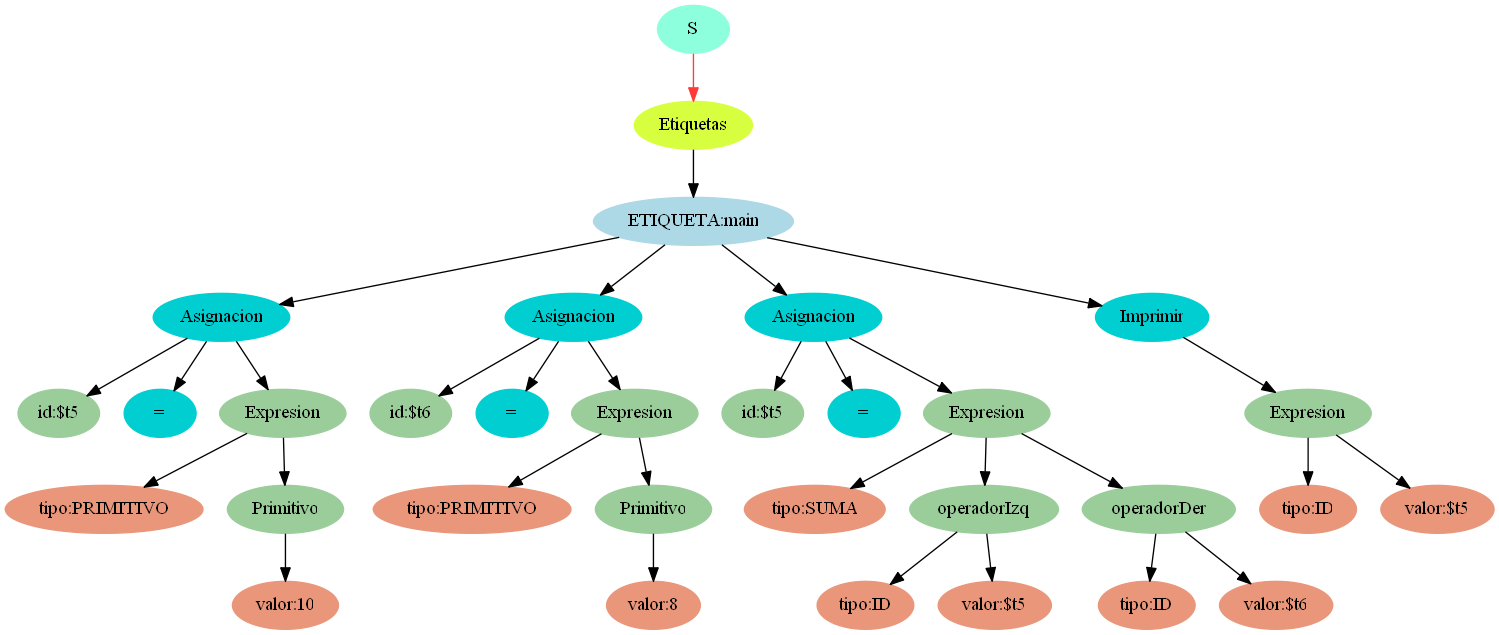 S
Etiquetas
ETIQUETA:main
Asignacion
Asignacion
Asignacion
Imprimir
id:$t5
=
Expresion
id:$t6
=
Expresion
id:$t5
=
Expresion
Expresion
tipo:PRIMITIVO
Primitivo
tipo:PRIMITIVO
Primitivo
tipo:SUMA
operadorIzq
operadorDer
tipo:ID
valor:$t5
valor:10
valor:8
tipo:ID
valor:$t5
tipo:ID
valor:$t6